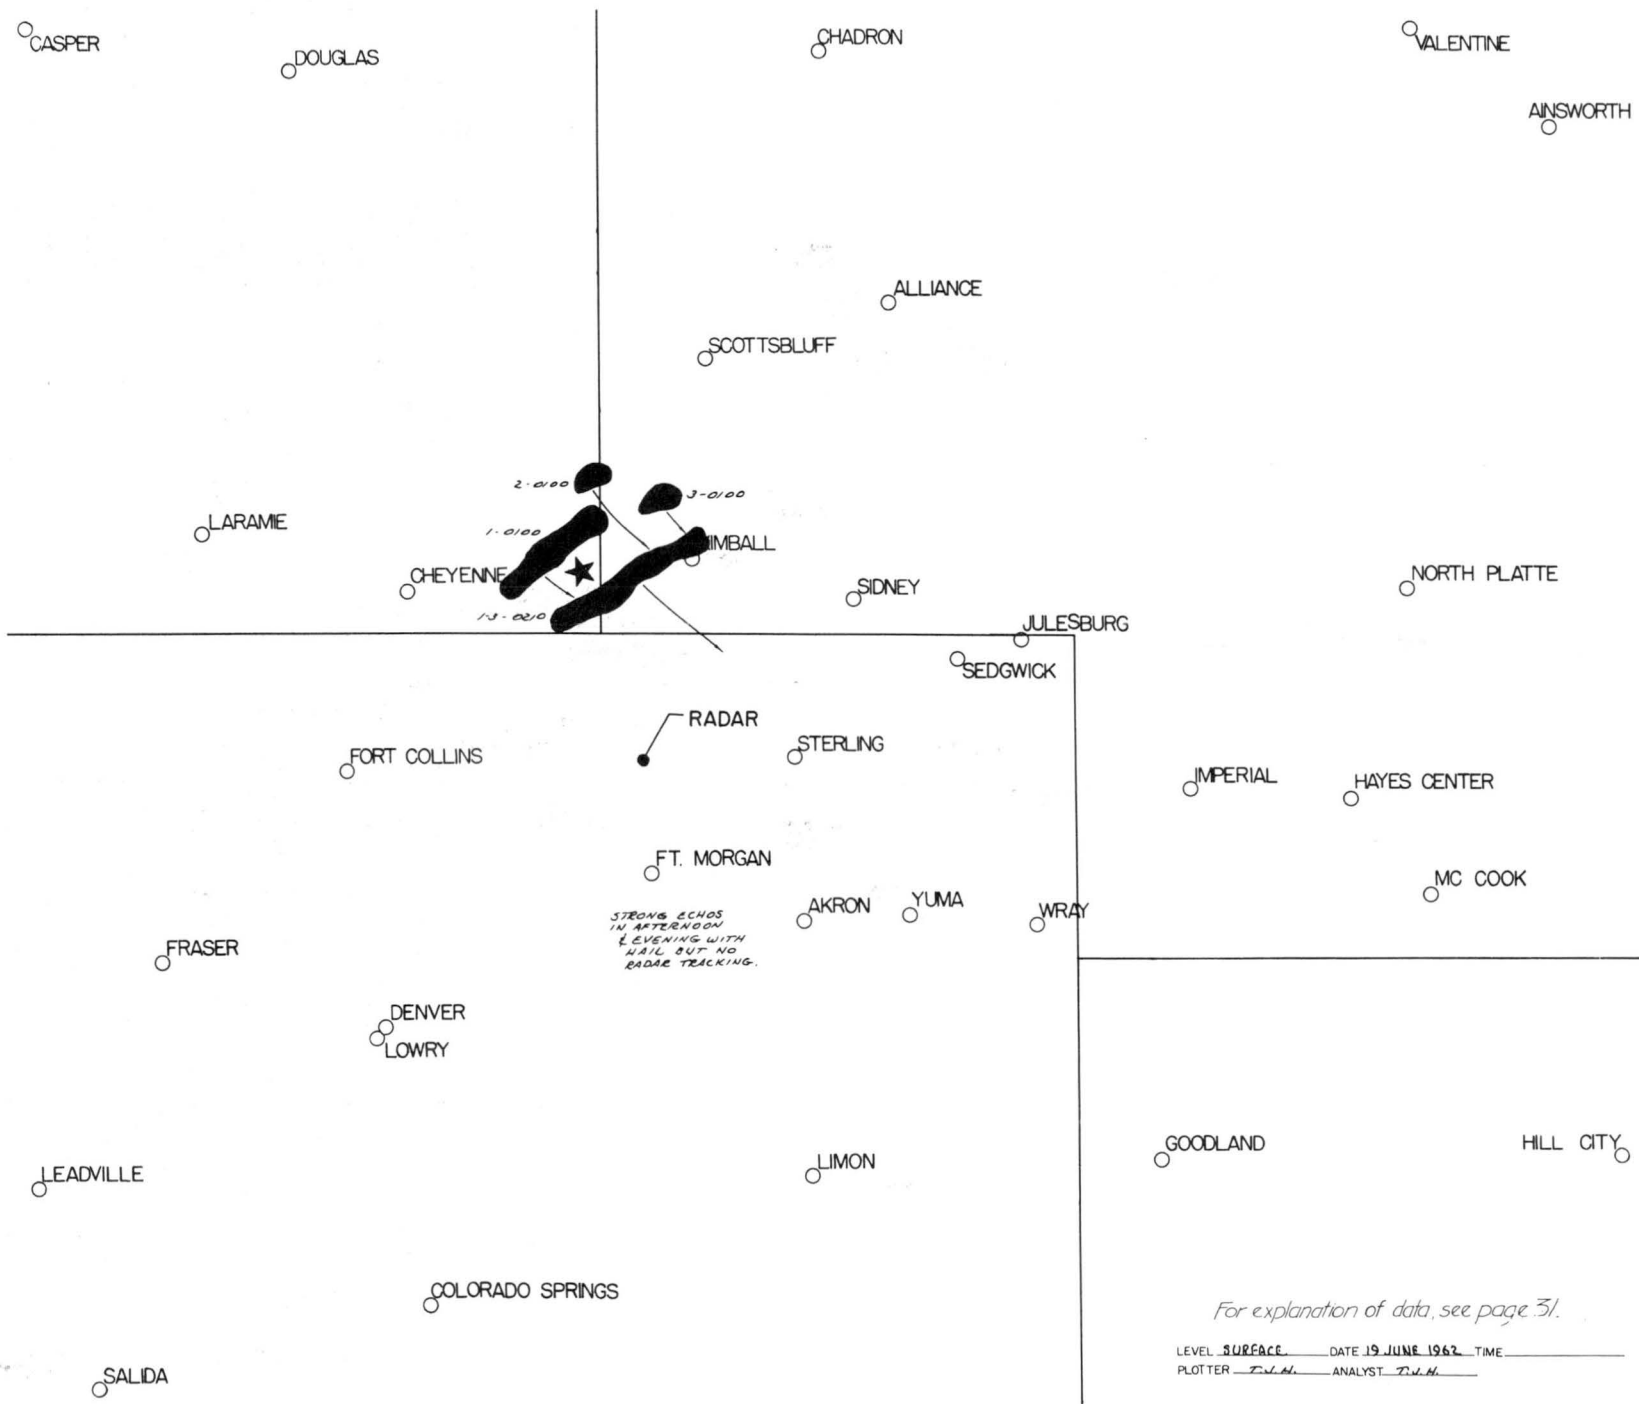 CASPER
DOUGLAS
CHADRON
VALENTINE
AINSWORTH
ALLIANCE
SCOTTSBLUFF
2-0100
3-0100
LARAMIE
1-0100
IMBALL
CHEYENNE
SIDNEY
NORTH PLATTE
1-3-0210
JULESBURG
SEDGWICK
RADAR
FORT COLLINS
STERLING
IMPERIAL
HAYES CENTER
FT. MORGAN
MC COOK
AKRON
YUMA
WRAY
STRONG ECHOS
IN AFTERNOON
& EVENING WITH
HAIL BUT NO
RADAR TRACKING.
FRASER
DENVER
LOWRY
GOODLAND
HILL CITY
LEADVILLE
LIMON
COLORADO SPRINGS
For explanation of data, see page 31.
LEVEL SURFACE DATE 19 JUNE 1962 TIME
PLOTTER T.J.H. ANALYST T.J.H.
SALIDA